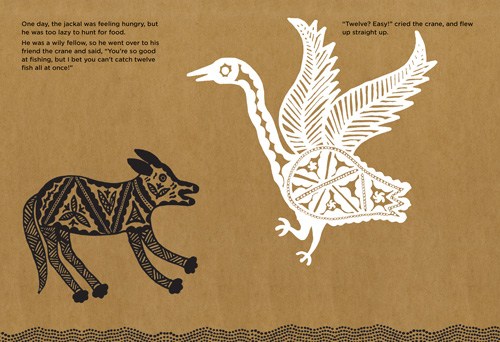 One day, the jackal was feeling hungry, but
he was too lazy to hunt for food.
He was a wily fellow, so he went over to his
friend the crane and said, “You’re so good
at fishing, but I bet you can’t catch twelve
fish all at once!”
“Twelve? Easy!” cried the crane, and flew
up straight up.